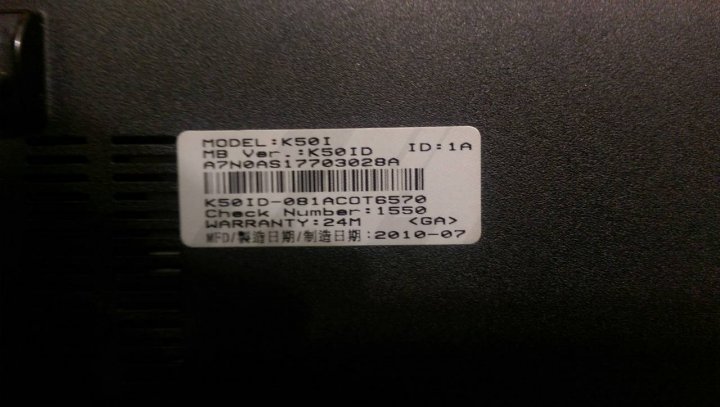 MODEL:K50I
MB Ver.:K50ID ID:1A
A7N0AS17703028A
K50ID-081ACOT6570
Check Number:1550
WARRANTY:24M <GA>
MFD/製造日期/制造日期:2010-07